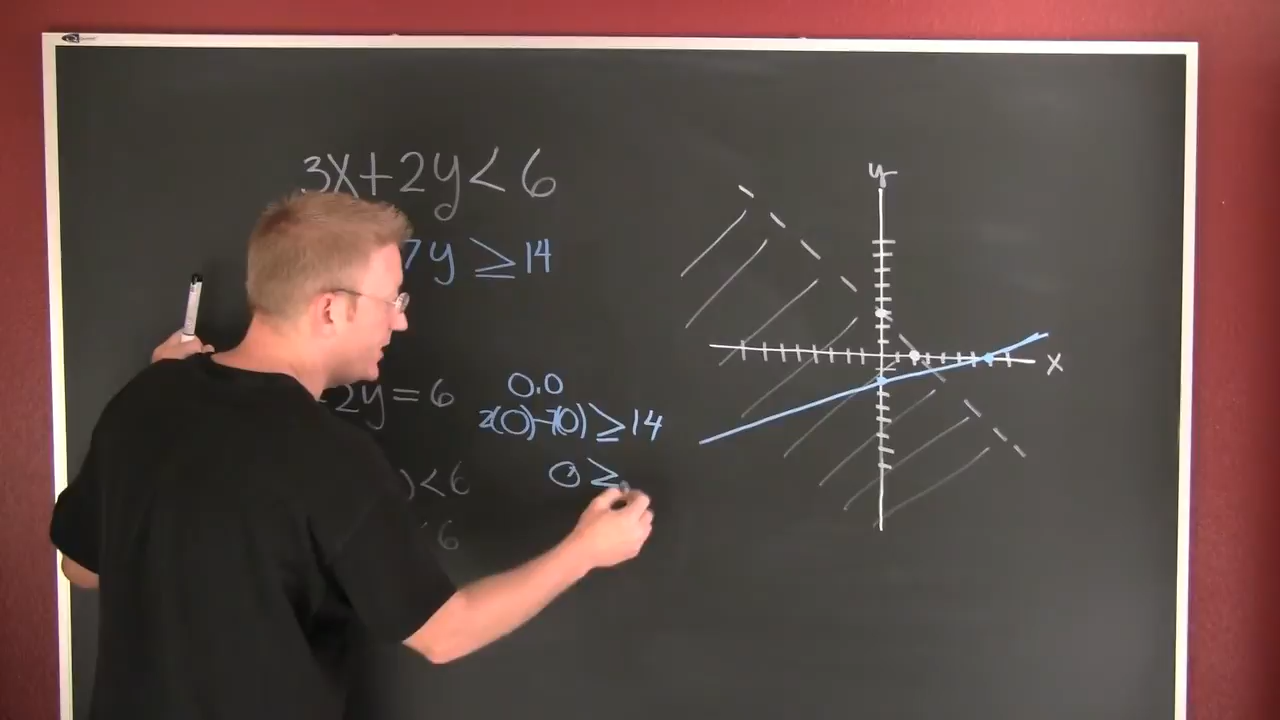 3x+2y<6
7y ≥14
2y=6
0.0
2(0)-7(0)≥14
)<6
0≥
6
y
x